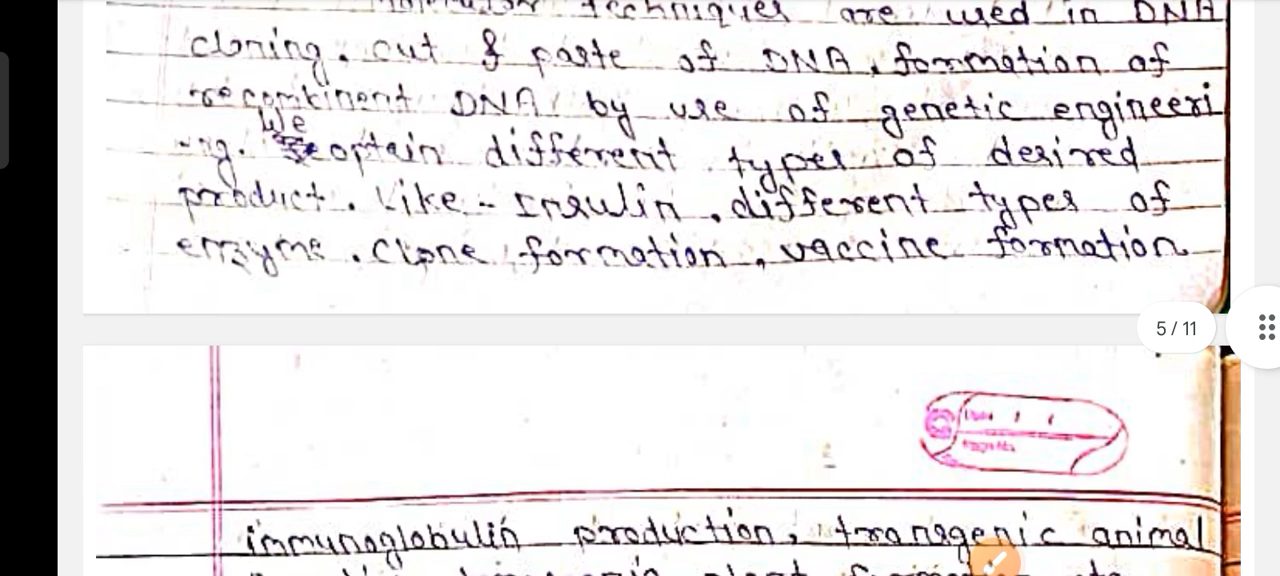 techniques are used in DNA
cloning. cut & paste of DNA, formation of
recombinent DNA by use of genetic engineeri
We
-ng. optain different types of desired
product. Like - Insulin, different types of
enzyme. Clone formation, vaccine formation
5 / 11
immunoglobulin production, transgenic animal
plant